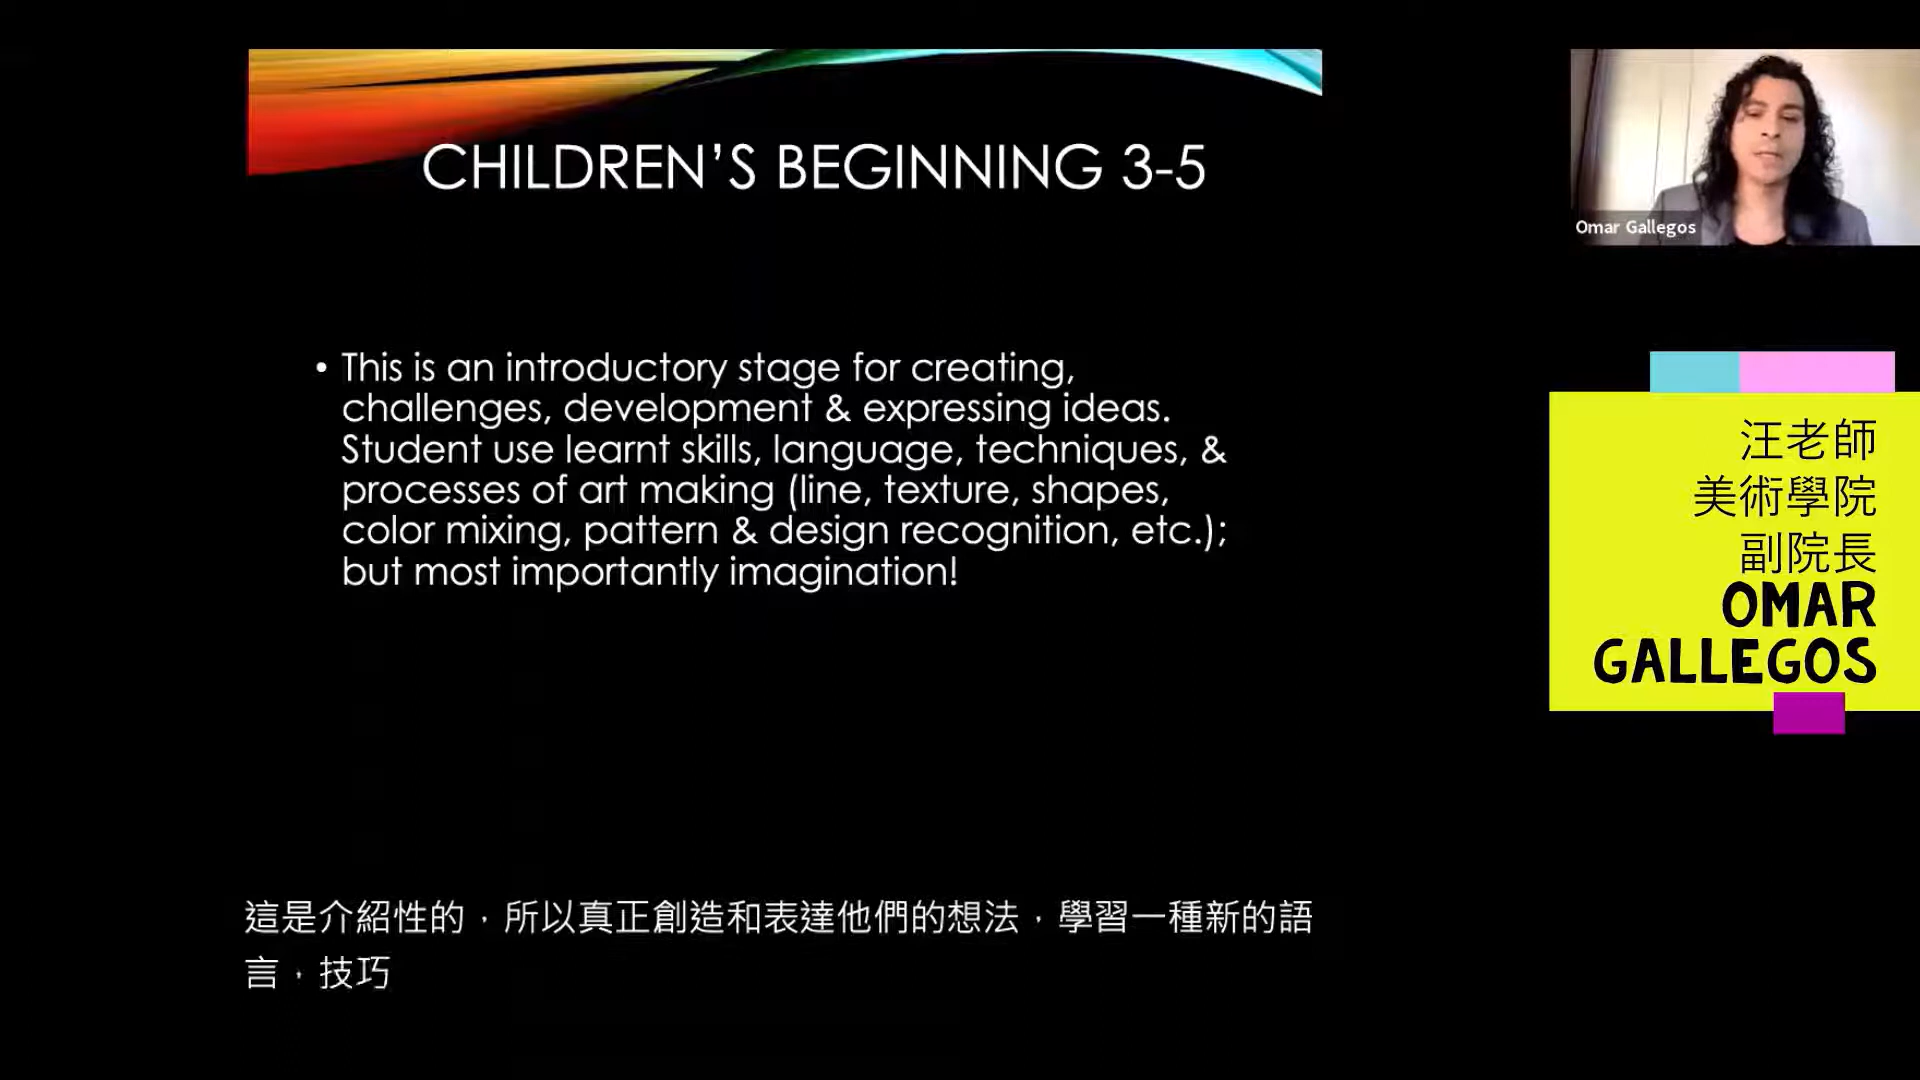 CHILDREN’S BEGINNING 3-5
• This is an introductory stage for creating,
challenges, development & expressing ideas.
Student use learnt skills, language, techniques, &
processes of art making (line, texture, shapes,
color mixing, pattern & design recognition, etc.);
but most importantly imagination!
Omar Gallegos
汪老師
美術學院
副院長
OMAR
GALLEGOS
這是介紹性的，所以真正創造和表達他們的想法，學習一種新的語
言，技巧